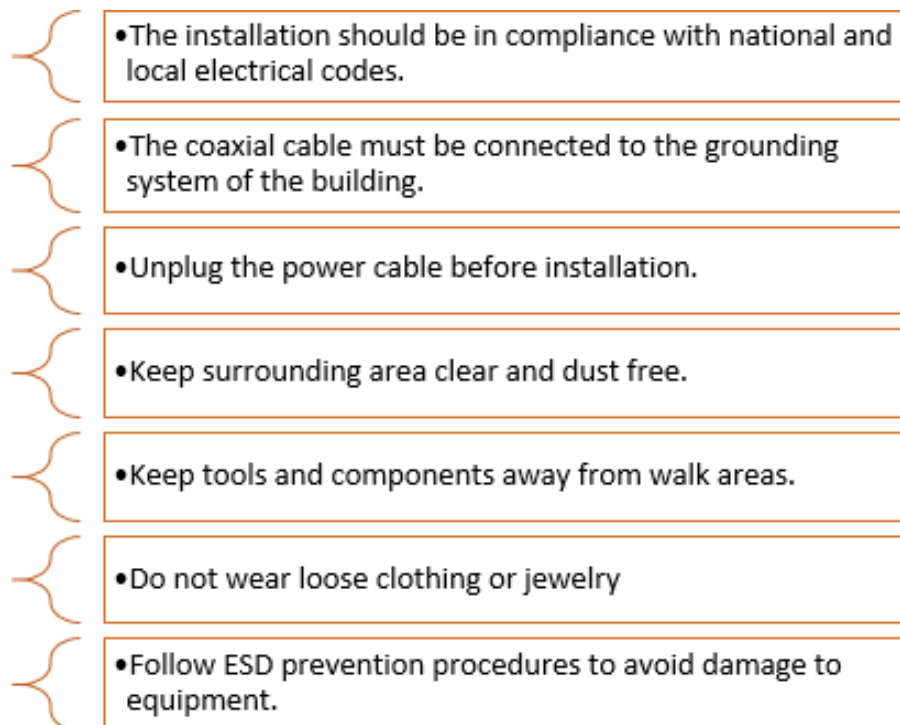 •The installation should be in compliance with national and
local electrical codes.
•The coaxial cable must be connected to the grounding
system of the building.
•Unplug the power cable before installation.
•Keep surrounding area clear and dust free.
•Keep tools and components away from walk areas.
•Do not wear loose clothing or jewelry
•Follow ESD prevention procedures to avoid damage to
equipment.